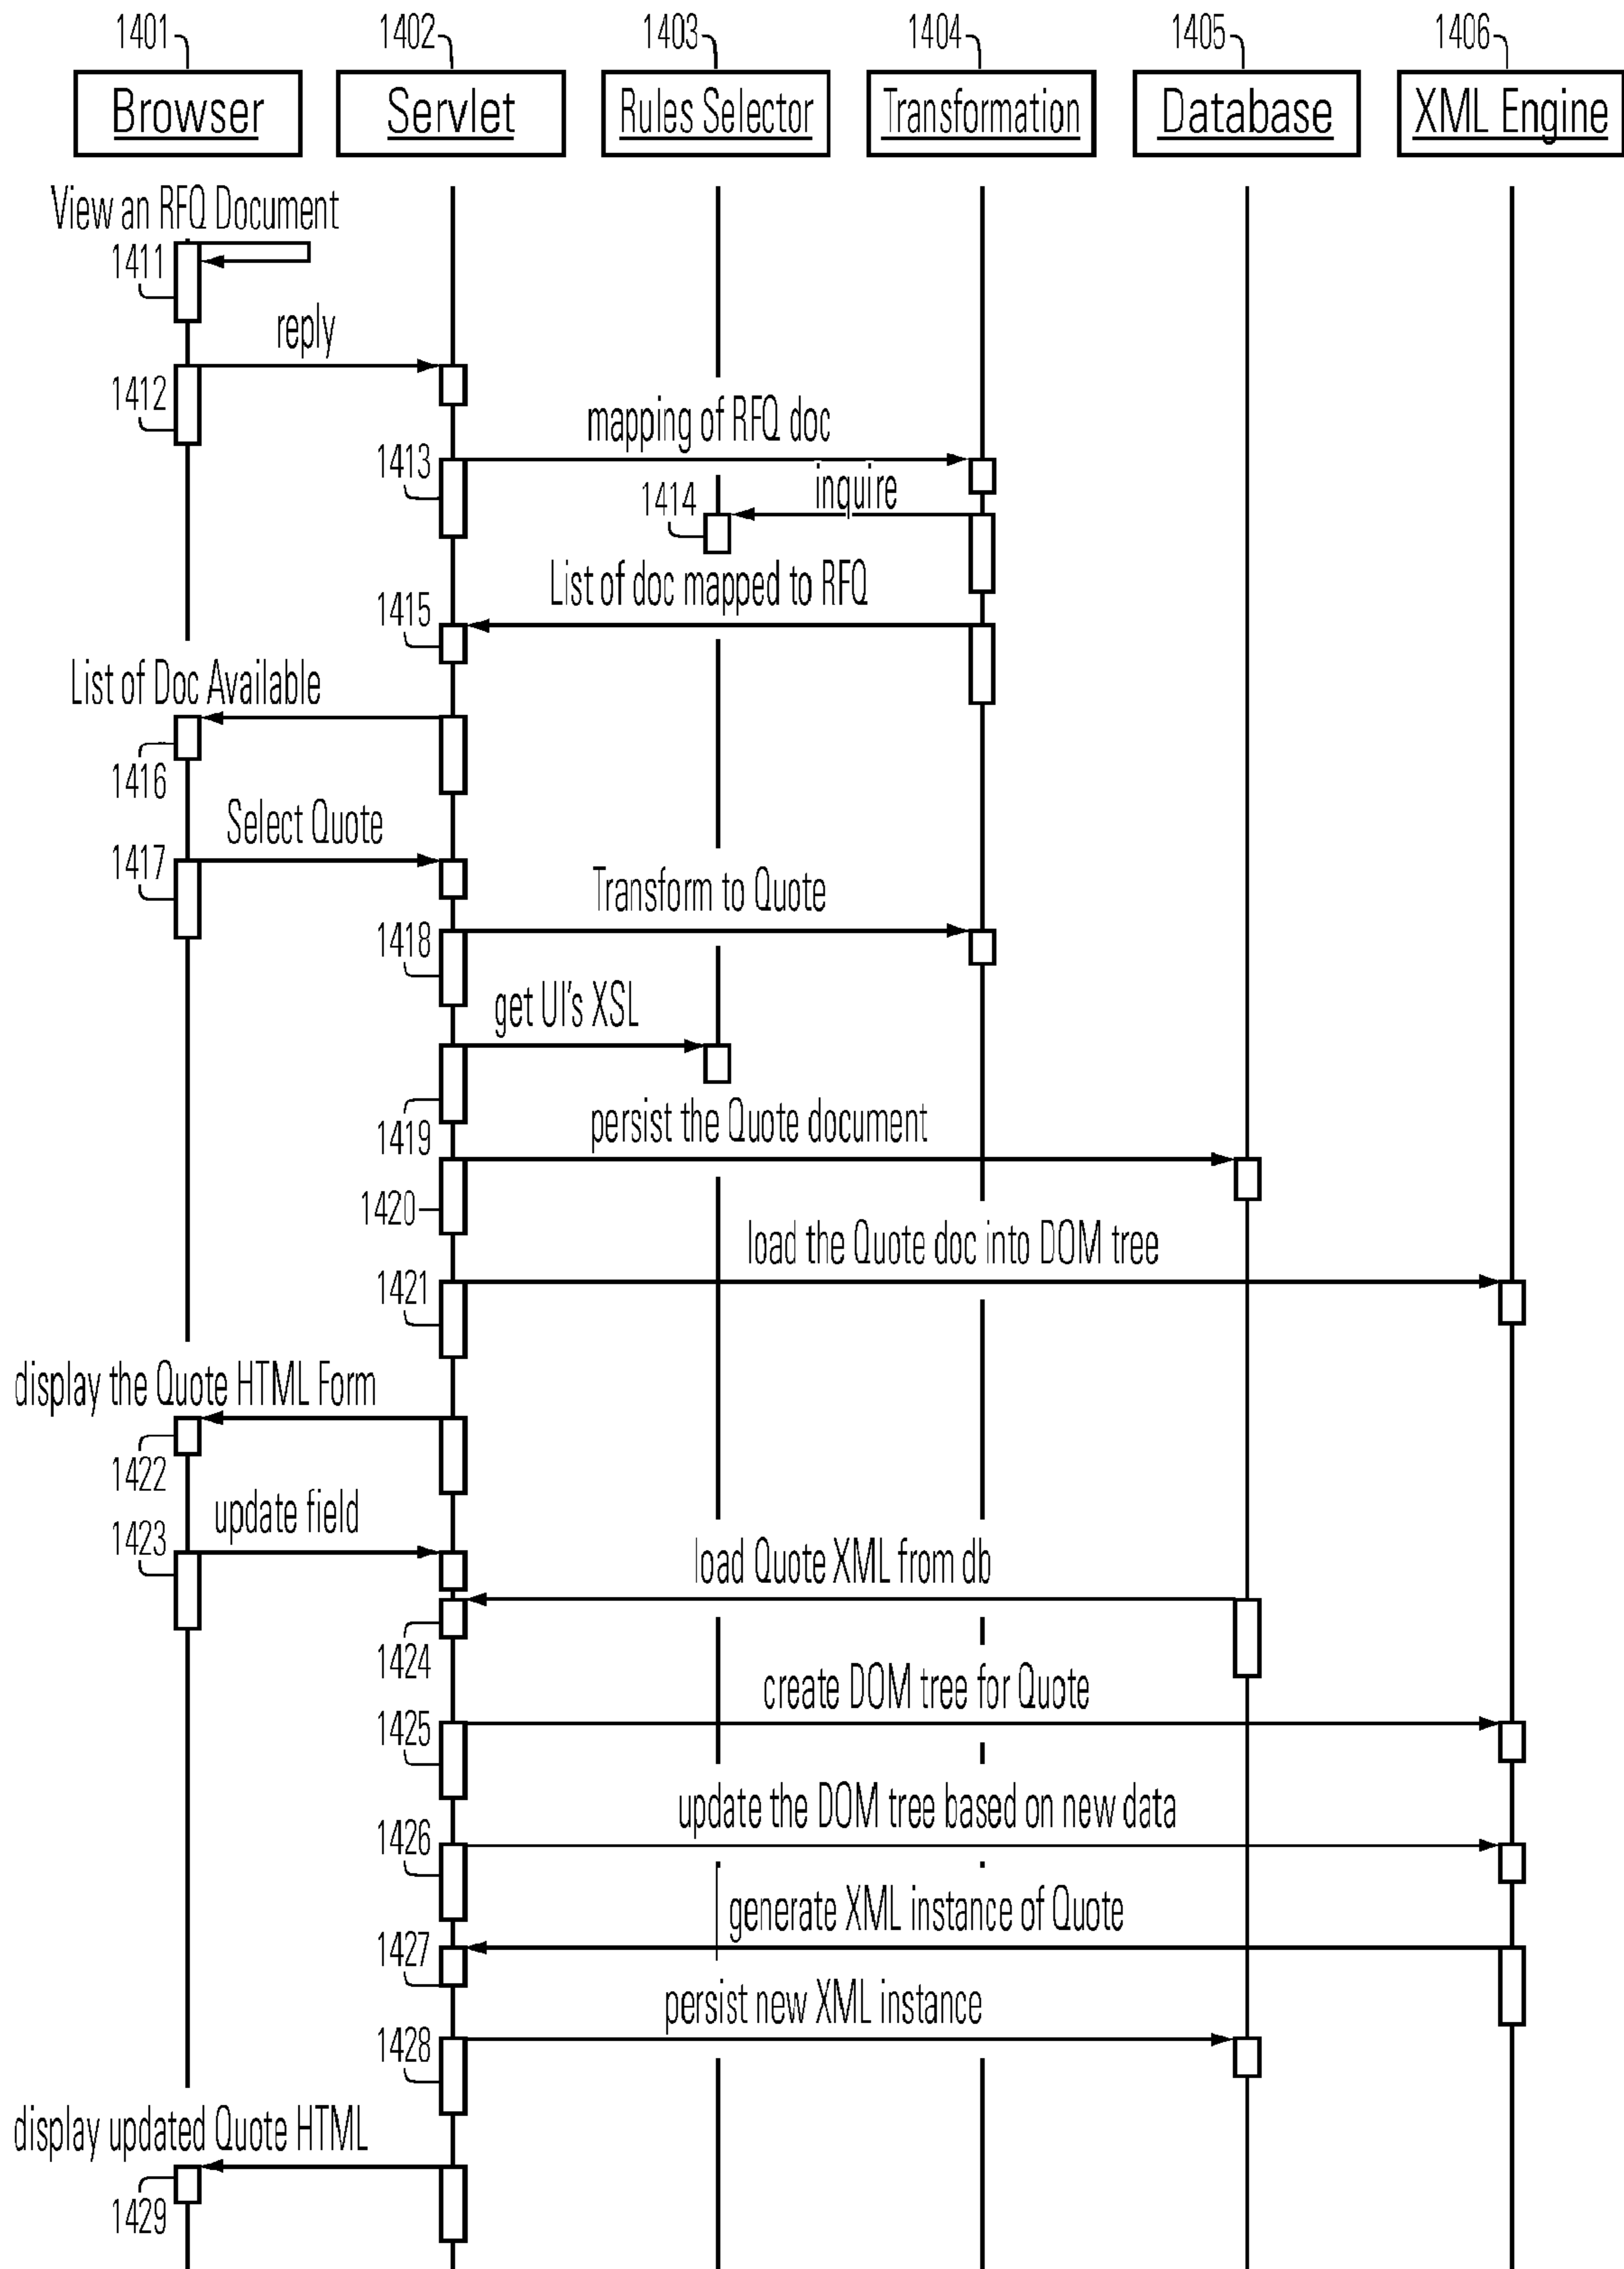 1401
1402
1403
1404
1405
1406
Browser
Servlet
Rules Selector
Transformation
Database
XML Engine
View an RFQ Document
1411
reply
1412
mapping of RFQ doc
1413
inquire
1414
List of doc mapped to RFQ
1415
List of Doc Available
1416
Select Quote
1417
Transform to Quote
1418
get UI's XSL
1419
persist the Quote document
1420
load the Quote doc into DOM tree
1421
display the Quote HTML Form
1422
update field
1423
load Quote XML from db
1424
create DOM tree for Quote
1425
update the DOM tree based on new data
1426
generate XML instance of Quote
1427
persist new XML instance
1428
display updated Quote HTML
1429